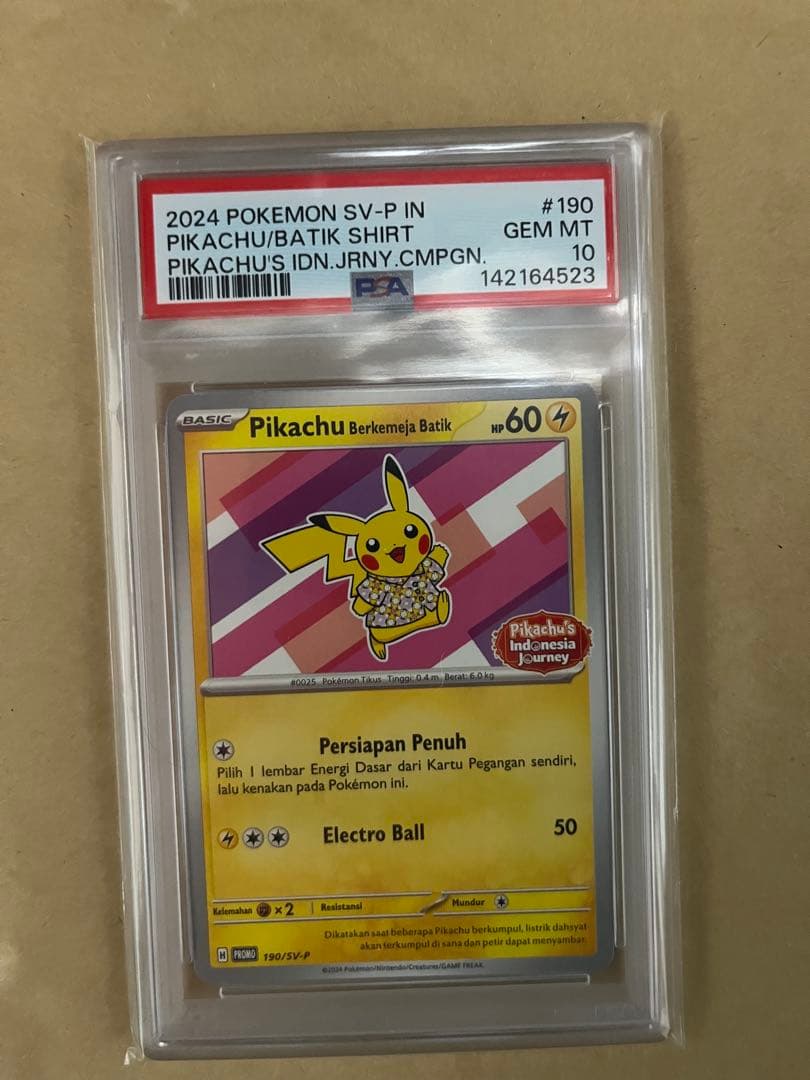 2024 POKEMON SV-P IN #190
PIKACHU/BATIK SHIRT GEM MT
PIKACHU'S IDN.JRNY.CMPGN. 10
142164523
PSA
BASIC Pikachu Berkemeja Batik HP 60
Pikachu's
Indonesia
Journey
#0025 Pokémon Tikus Tinggi: 0.4 m Berat: 6.0 kg
Persiapan Penuh
Pilih 1 lembar Energi Dasar dari Kartu Pegangan sendiri,
lalu kenakan pada Pokémon ini.
Electro Ball 50
Kelemahan ×2 Resistansi Mundur
Dikatakan saat beberapa Pikachu berkumpul, listrik dahsyat
akan terkumpul di sana dan petir dapat menyambar.
H PROMO 190/SV-P
©2024 Pokémon/Nintendo/Creatures/GAME FREAK.